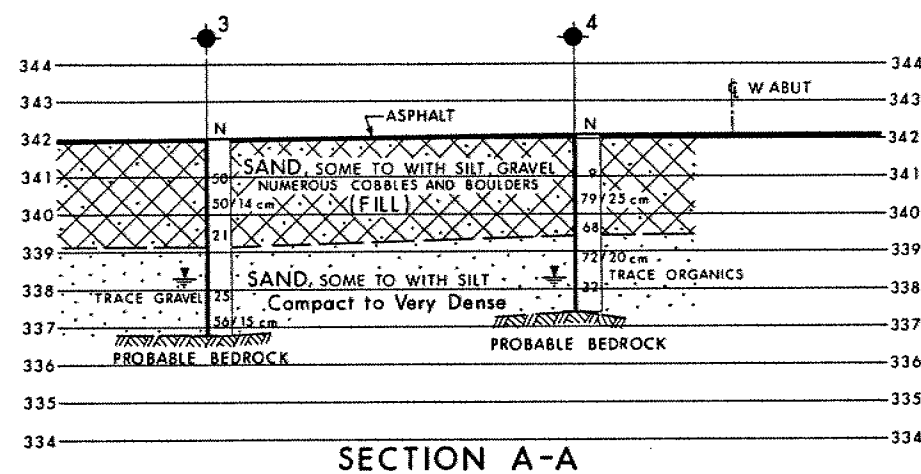 3
4
344 344
343 ℄ W ABUT 343
N ASPHALT N
342 342
SAND, SOME TO WITH SILT, GRAVEL
341 50 NUMEROUS COBBLES AND BOULDERS 9 341
50/14 cm (FILL) 79/25 cm
340 340
21 68
339 72/20 cm 339
SAND, SOME TO WITH SILT TRACE ORGANICS
338 338
TRACE GRAVEL 25 Compact to Very Dense 32
56/15 cm
337 337
PROBABLE BEDROCK PROBABLE BEDROCK
336 336
335 335
334 334
SECTION A-A